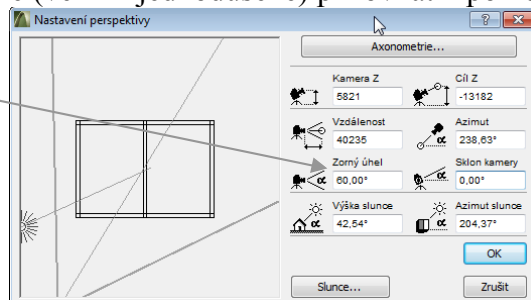 Nastavení perspektivy
Axonometrie...
Kamera Z
Cíl Z
5821
-13182
Vzdálenost
Azimut
40235
238,63°
Zorný úhel
Sklon kamery
60,00°
0,00°
Výška slunce
Azimut slunce
42,54°
204,37°
OK
Slunce...
Zrušit